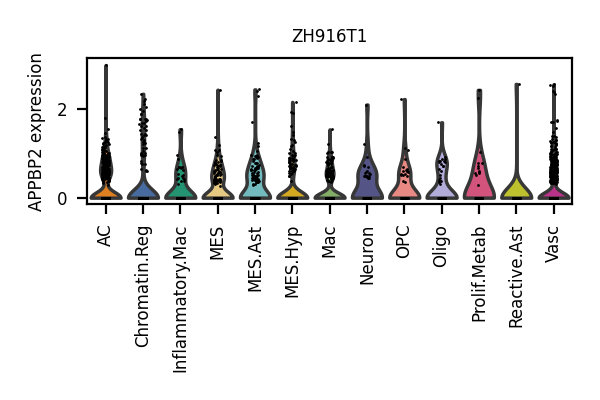 ZH916T1
APPBP2 expression
2
0
AC
Chromatin.Reg
Inflammatory.Mac
MES
MES.Ast
MES.Hyp
Mac
Neuron
OPC
Oligo
Prolif.Metab
Reactive.Ast
Vasc